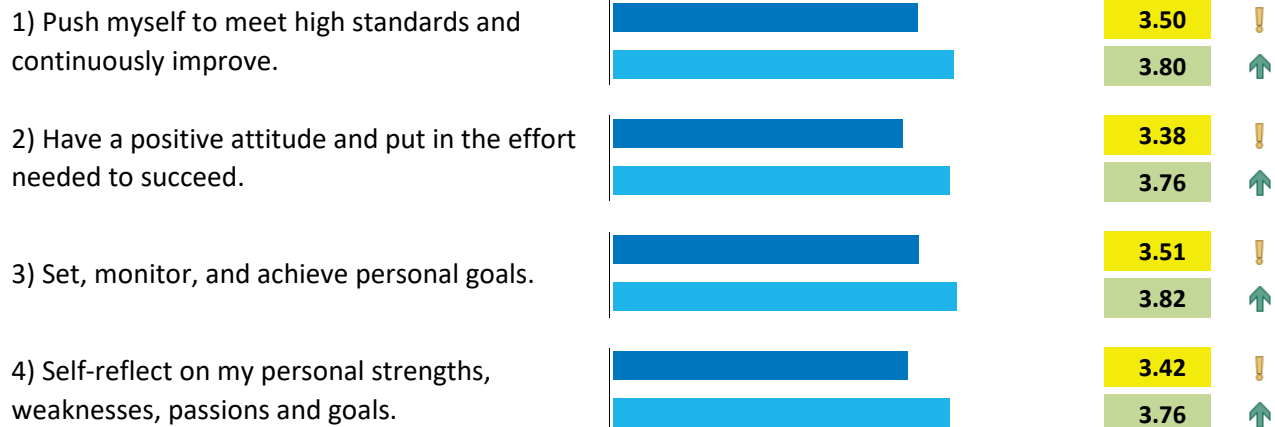 1) Push myself to meet high standards and
continuously improve.
3.50
3.80
2) Have a positive attitude and put in the effort
needed to succeed.
3.38
3.76
3) Set, monitor, and achieve personal goals.
3.51
3.82
4) Self-reflect on my personal strengths,
weaknesses, passions and goals.
3.42
3.76